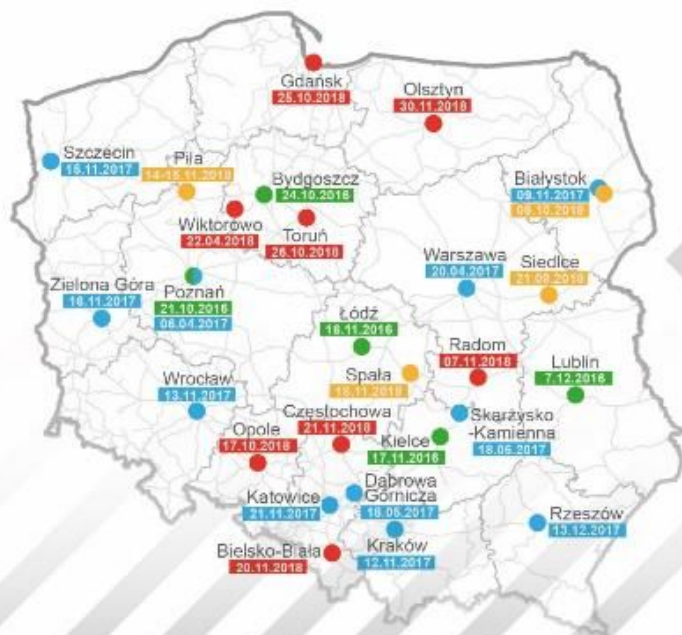 Gdańsk
25.10.2018
Olsztyn
30.11.2018
Szczecin
15.11.2017
Piła
14-15.11.2018
Bydgoszcz
24.10.2016
Białystok
09.11.2017
08.10.2018
Wiktorowo
22.04.2018
Toruń
26.10.2018
Warszawa
20.04.2017
Siedlce
21.09.2018
Zielona Góra
16.11.2017
Poznań
21.10.2016
06.04.2017
Łódź
16.11.2016
Radom
07.11.2018
Lublin
7.12.2016
Spała
18.11.2018
Wrocław
13.11.2017
Częstochowa
21.11.2018
Skarżysko
-Kamienna
18.05.2017
Opole
17.10.2018
Kielce
17.11.2016
Dąbrowa
Górnicza
18.05.2017
Katowice
21.11.2017
Rzeszów
13.12.2017
Kraków
12.11.2017
Bielsko-Biała
20.11.2018